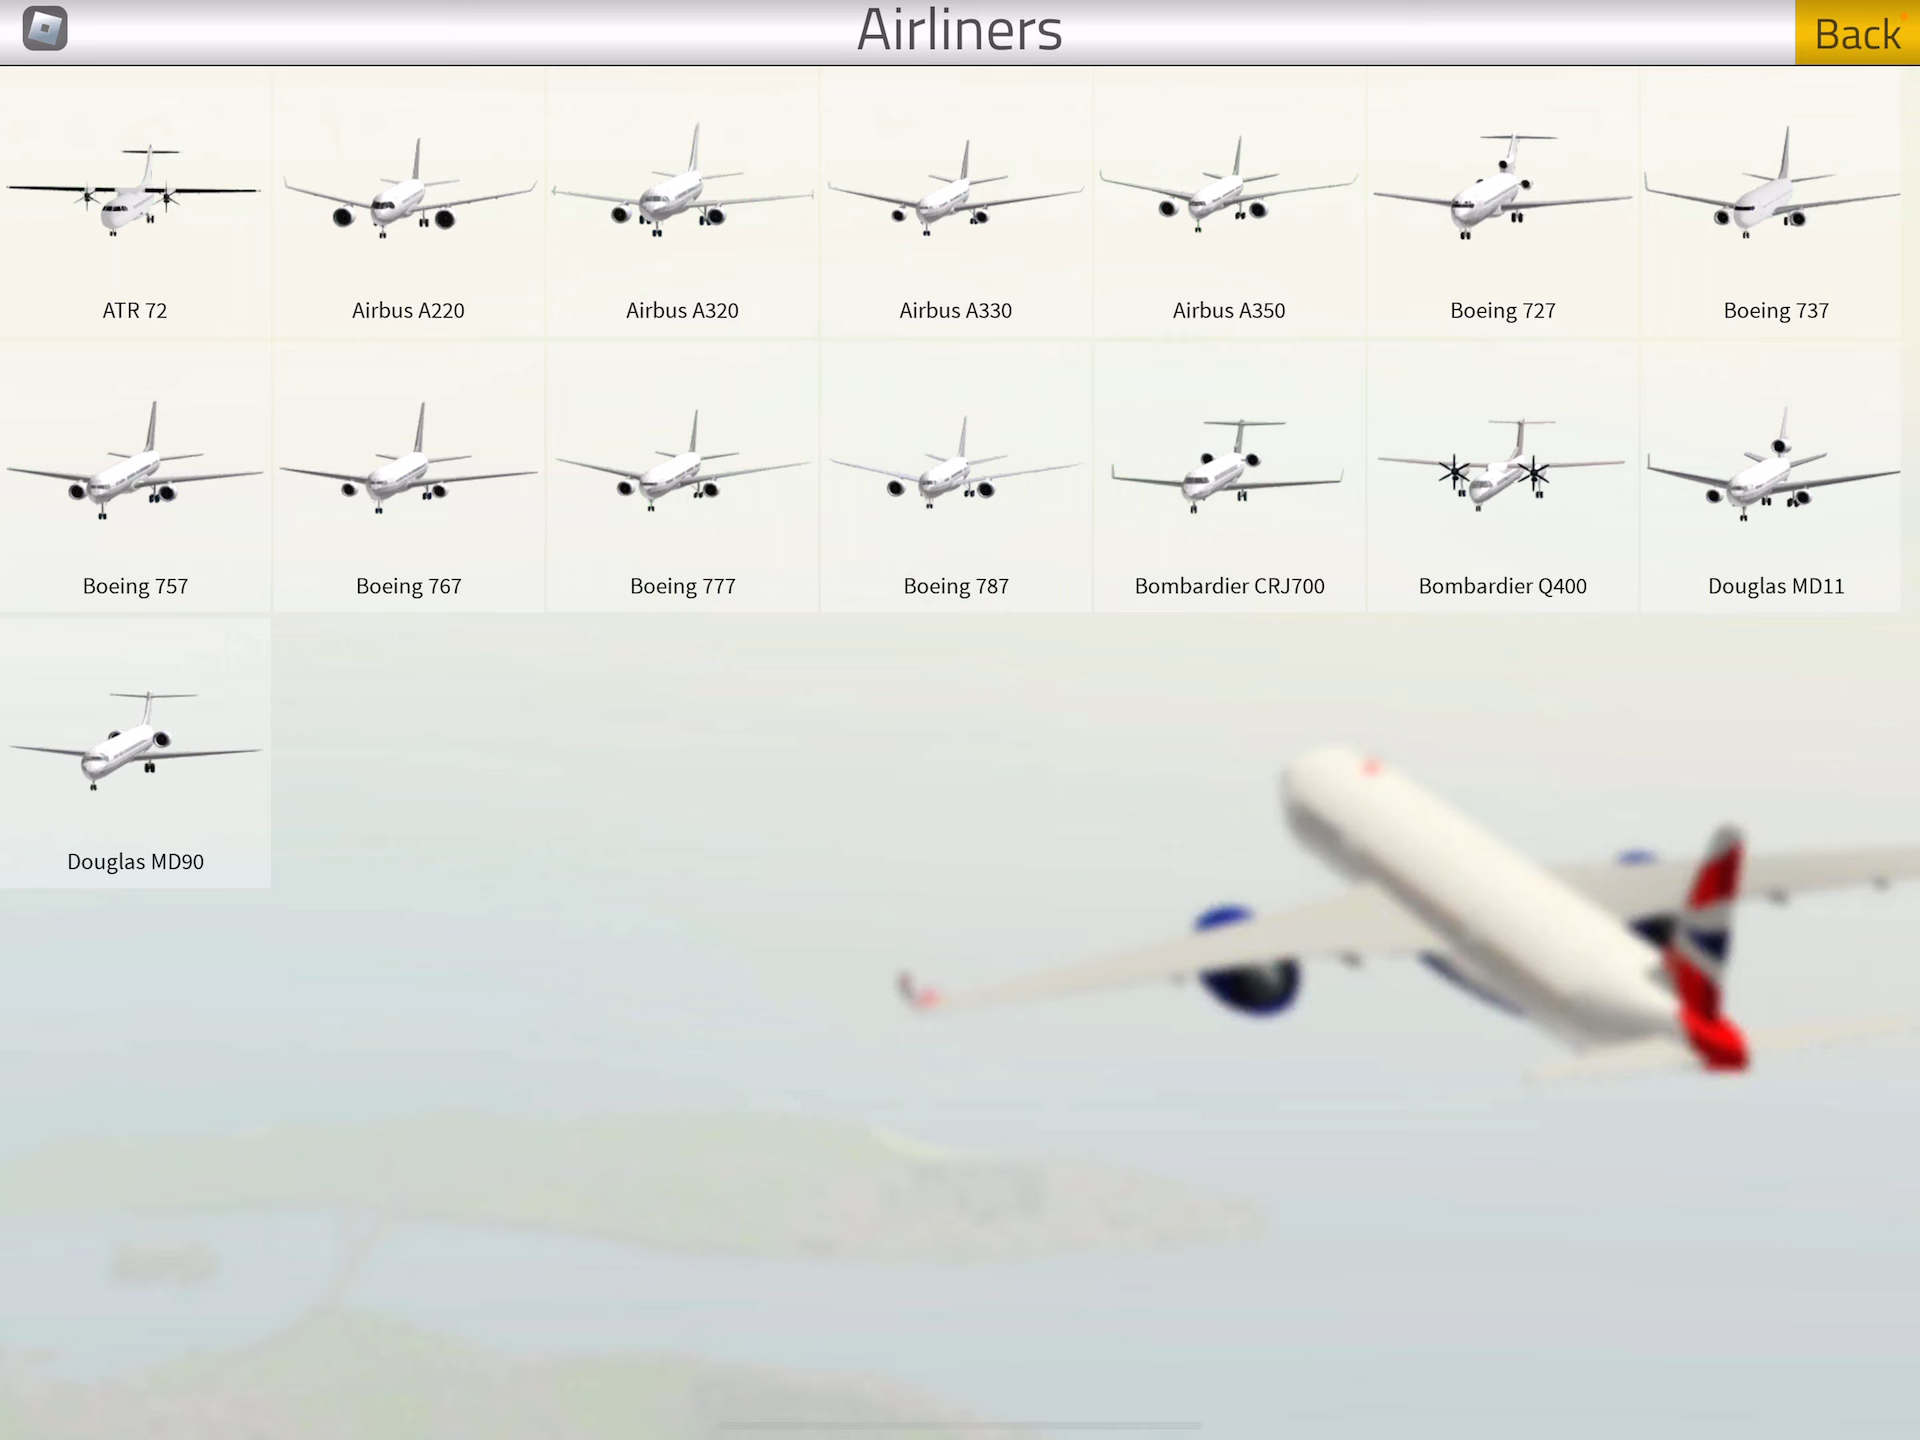 Airliners
Back
ATR 72
Airbus A220
Airbus A320
Airbus A330
Airbus A350
Boeing 727
Boeing 737
Boeing 757
Boeing 767
Boeing 777
Boeing 787
Bombardier CRJ700
Bombardier Q400
Douglas MD11
Douglas MD90